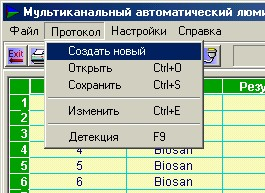 Мультиканальный автоматический люми
Файл Протокол Настройки Справка
Создать новый
Exit
Открыть Ctrl+O
Сохранить Ctrl+S
Резу
1
2
Изменить Ctrl+E
3
Детекция F9
4 4 Biosan
5 5 Biosan
6 6 Biosan